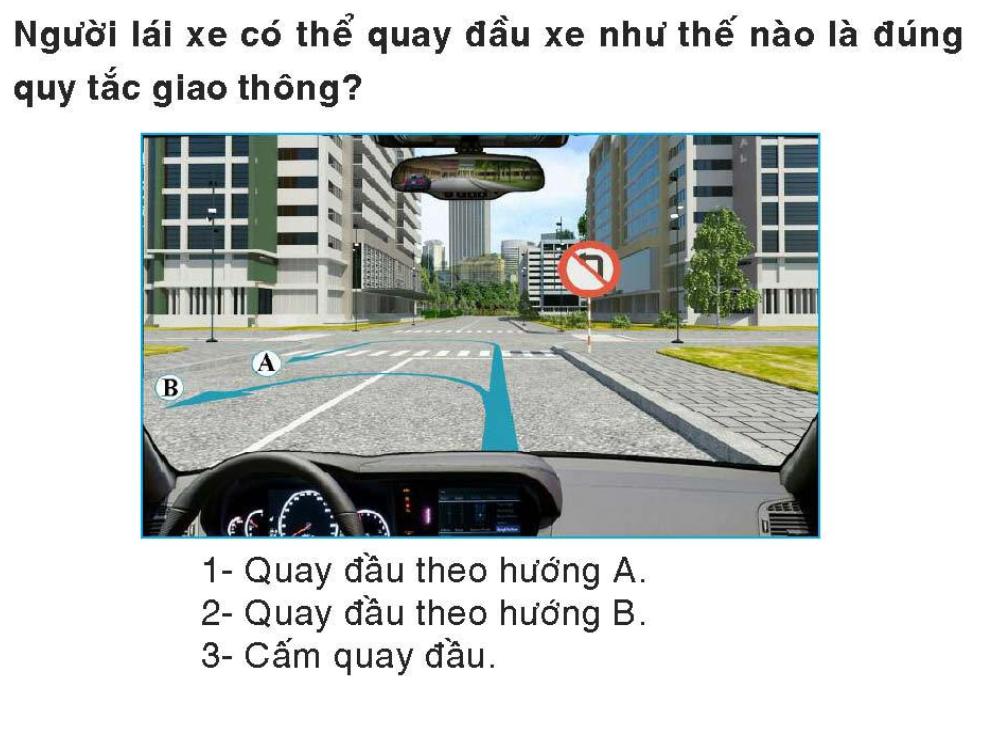 Người lái xe có thể quay đầu xe như thế nào là đúng
quy tắc giao thông?
A
B
1- Quay đầu theo hướng A.
2- Quay đầu theo hướng B.
3- Cấm quay đầu.